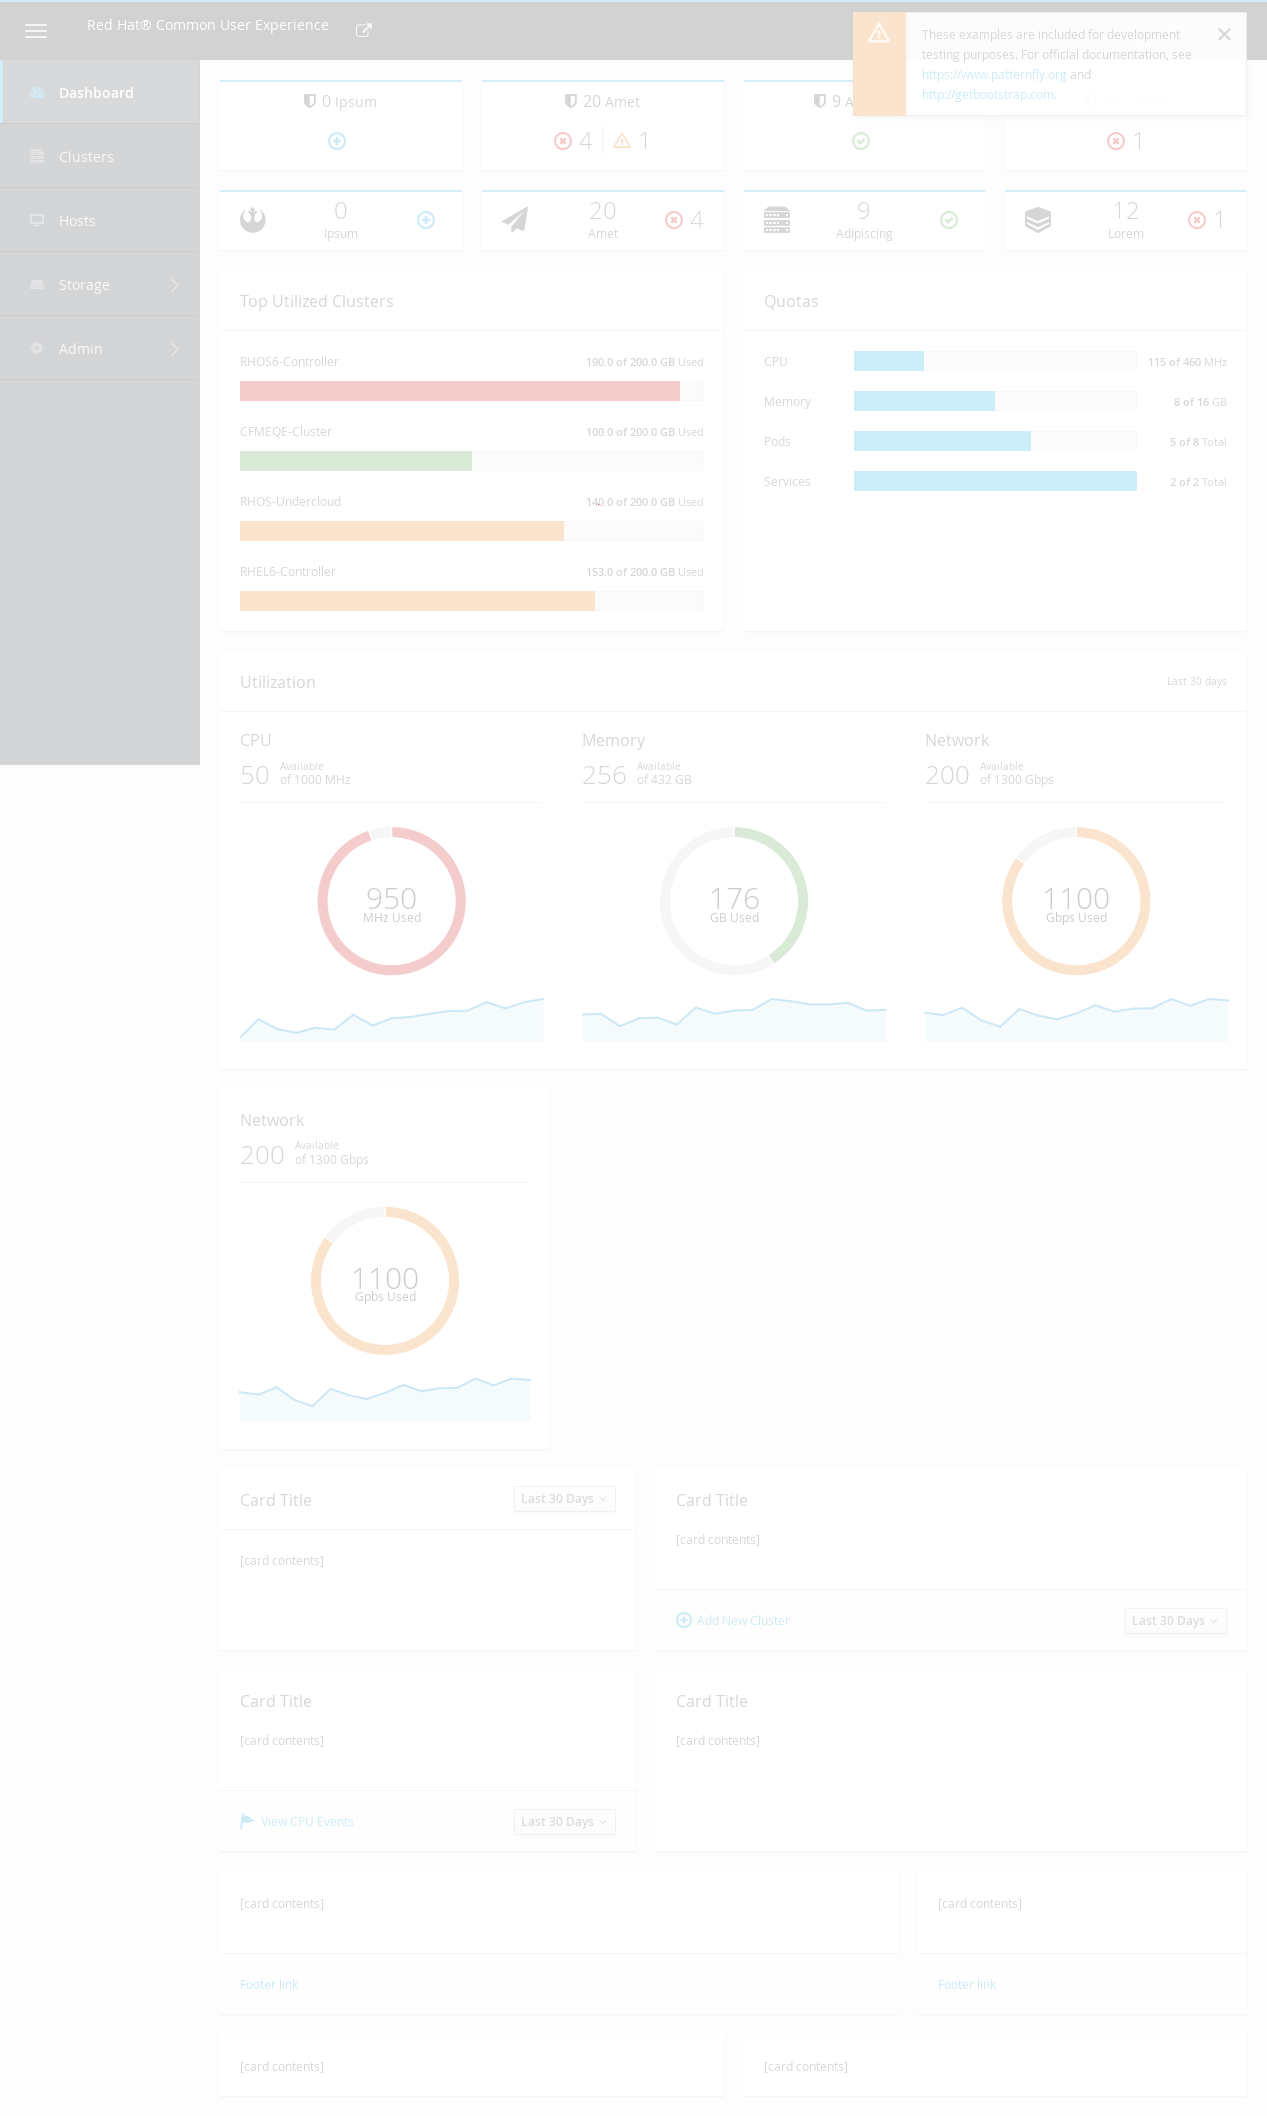 Red Hat® Common User Experience
These examples are included for development
testing purposes. For official documentation, see
https://www.patternfly.org and
http://getbootstrap.com.
Dashboard
Clusters
Hosts
Storage
Admin
0 Ipsum
20 Amet
4 1
9 A
1
0
Ipsum
20
Amet
4
9
Adipiscing
12
Lorem
1
Top Utilized Clusters
RHOS6-Controller 190.0 of 200.0 GB Used
CFMEQE-Cluster 100.0 of 200.0 GB Used
RHOS-Undercloud 140.0 of 200.0 GB Used
RHEL6-Controller 153.0 of 200.0 GB Used
Quotas
CPU 115 of 460 MHz
Memory 8 of 16 GB
Pods 5 of 8 Total
Services 2 of 2 Total
Utilization Last 30 days
CPU
50 Available
of 1000 MHz
950
MHz Used
Memory
256 Available
of 432 GB
176
GB Used
Network
200 Available
of 1300 Gbps
1100
Gbps Used
Network
200 Available
of 1300 Gbps
1100
Gpbs Used
Card Title Last 30 Days
[card contents]
Card Title
[card contents]
Add New Cluster Last 30 Days
Card Title
[card contents]
View CPU Events Last 30 Days
Card Title
[card contents]
[card contents]
Footer link
[card contents]
Footer link
[card contents]
[card contents]